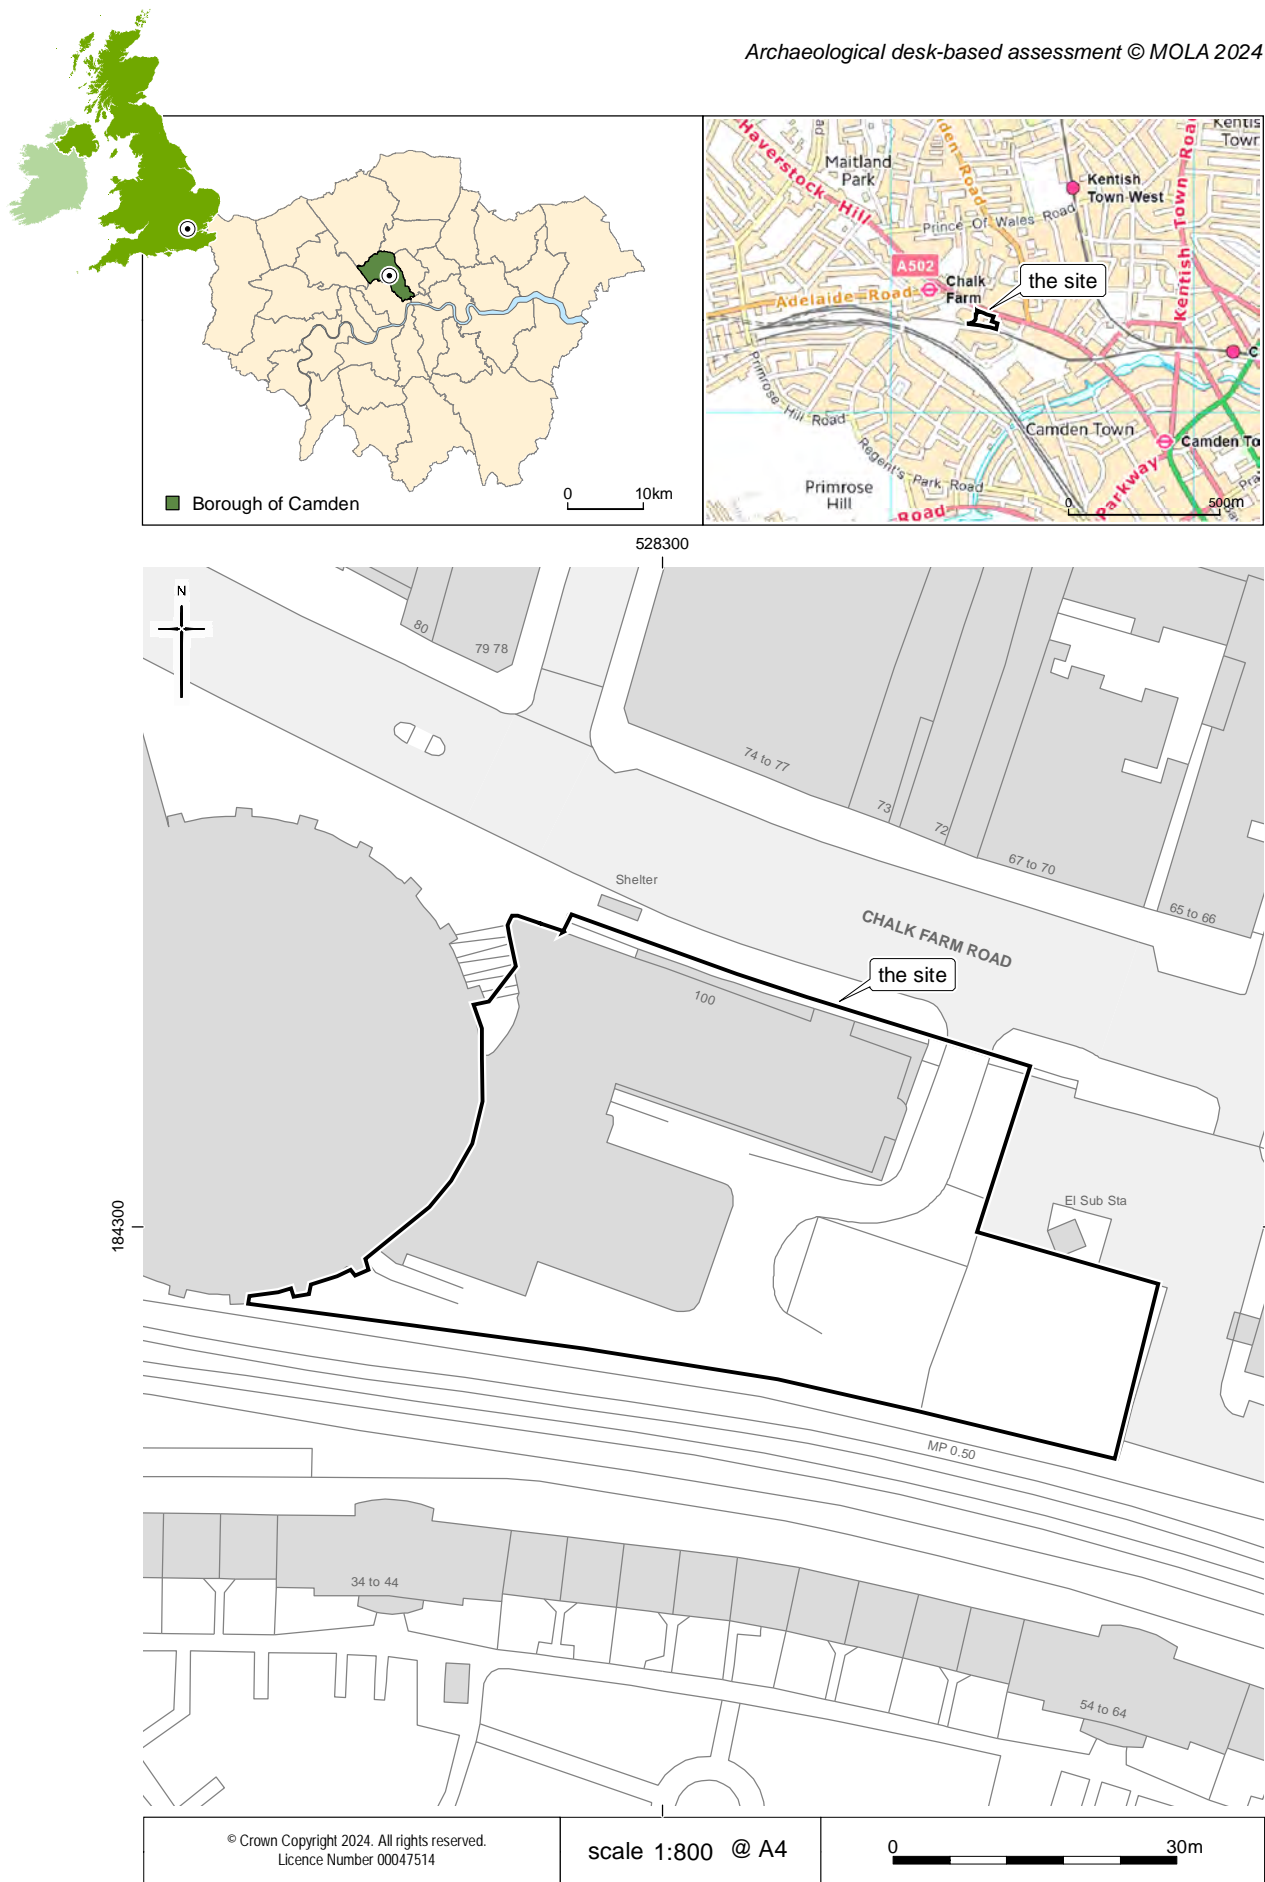 Archaeological desk-based assessment © MOLA 2024
Borough of Camden
0 10km
Haverstock Hill
Maitland
Park
Kentish
Town West
Prince Of Wales Road
Kentish Town Road
A502
Chalk
Farm
the site
Adelaide Road
Primrose Hill Road
Camden Town
Regent's Park Road
Primrose
Hill
Road
Parkway
Camden To
0 500m
528300
N
80
79 78
74 to 77
73
72
67 to 70
65 to 66
Shelter
CHALK FARM ROAD
the site
100
184300
El Sub Sta
MP 0.50
34 to 44
54 to 64
© Crown Copyright 2024. All rights reserved.
Licence Number 00047514
scale 1:800 @ A4
0 30m